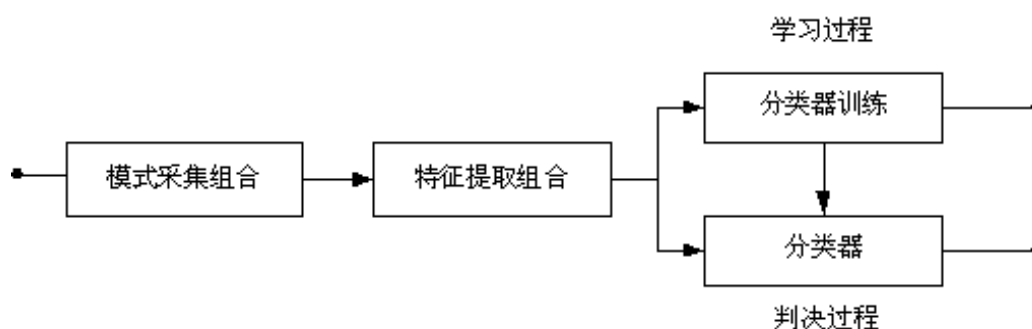 学习过程
分类器训练
模式采集组合
特征提取组合
分类器
判决过程